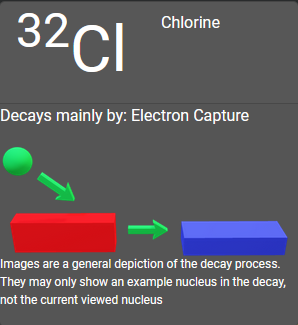 32Cl
Chlorine
Decays mainly by: Electron Capture
Images are a general depiction of the decay process.
They may only show an example nucleus in the decay,
not the current viewed nucleus